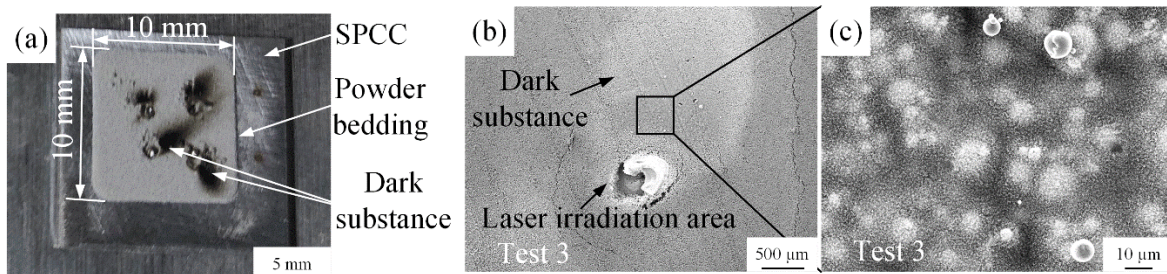 (a)
10 mm
10 mm
SPCC
Powder
bedding
Dark
substance
5 mm
(b)
Dark
substance
Laser irradiation area
Test 3
500 μm
(c)
Test 3
10 μm